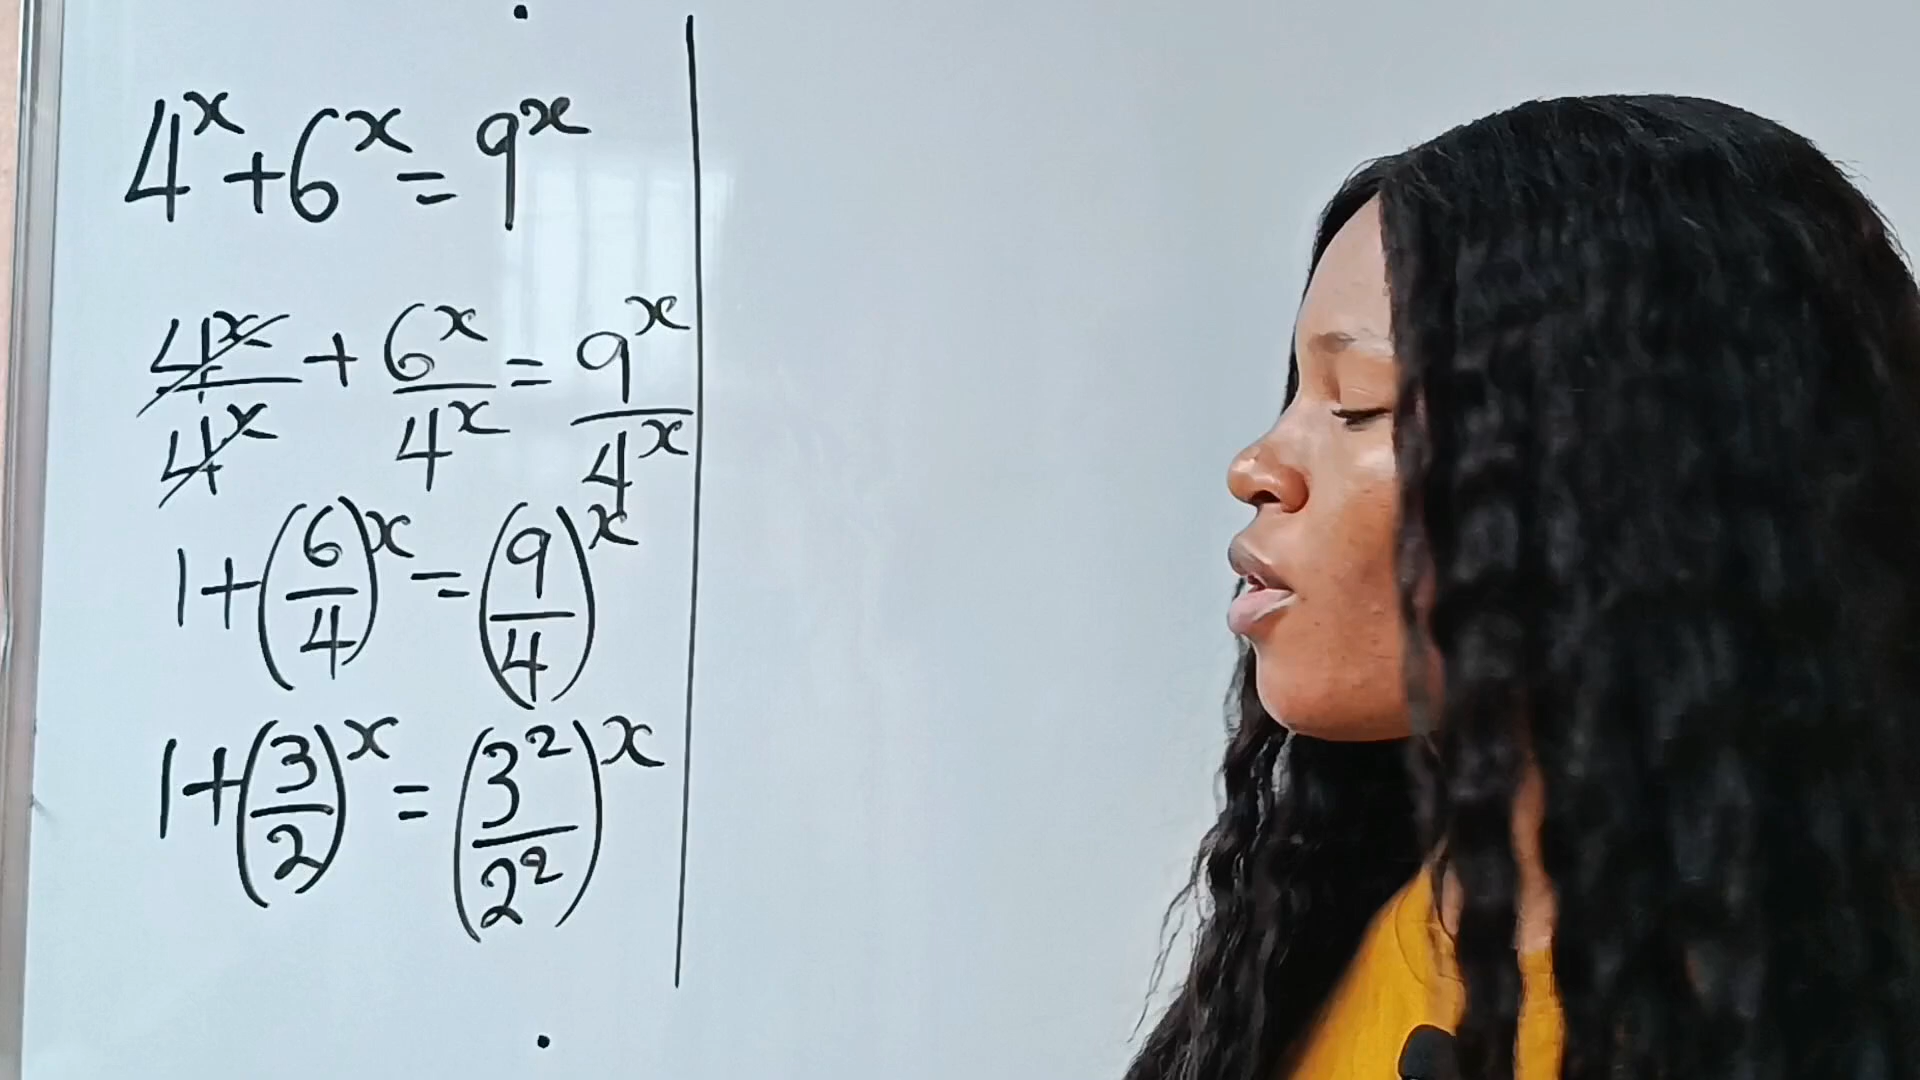 4^x + 6^x = 9^x
4^x/4^x + 6^x/4^x = 9^x/4^x
1 + (6/4)^x = (9/4)^x
1 + (3/2)^x = (3^2/2^2)^x